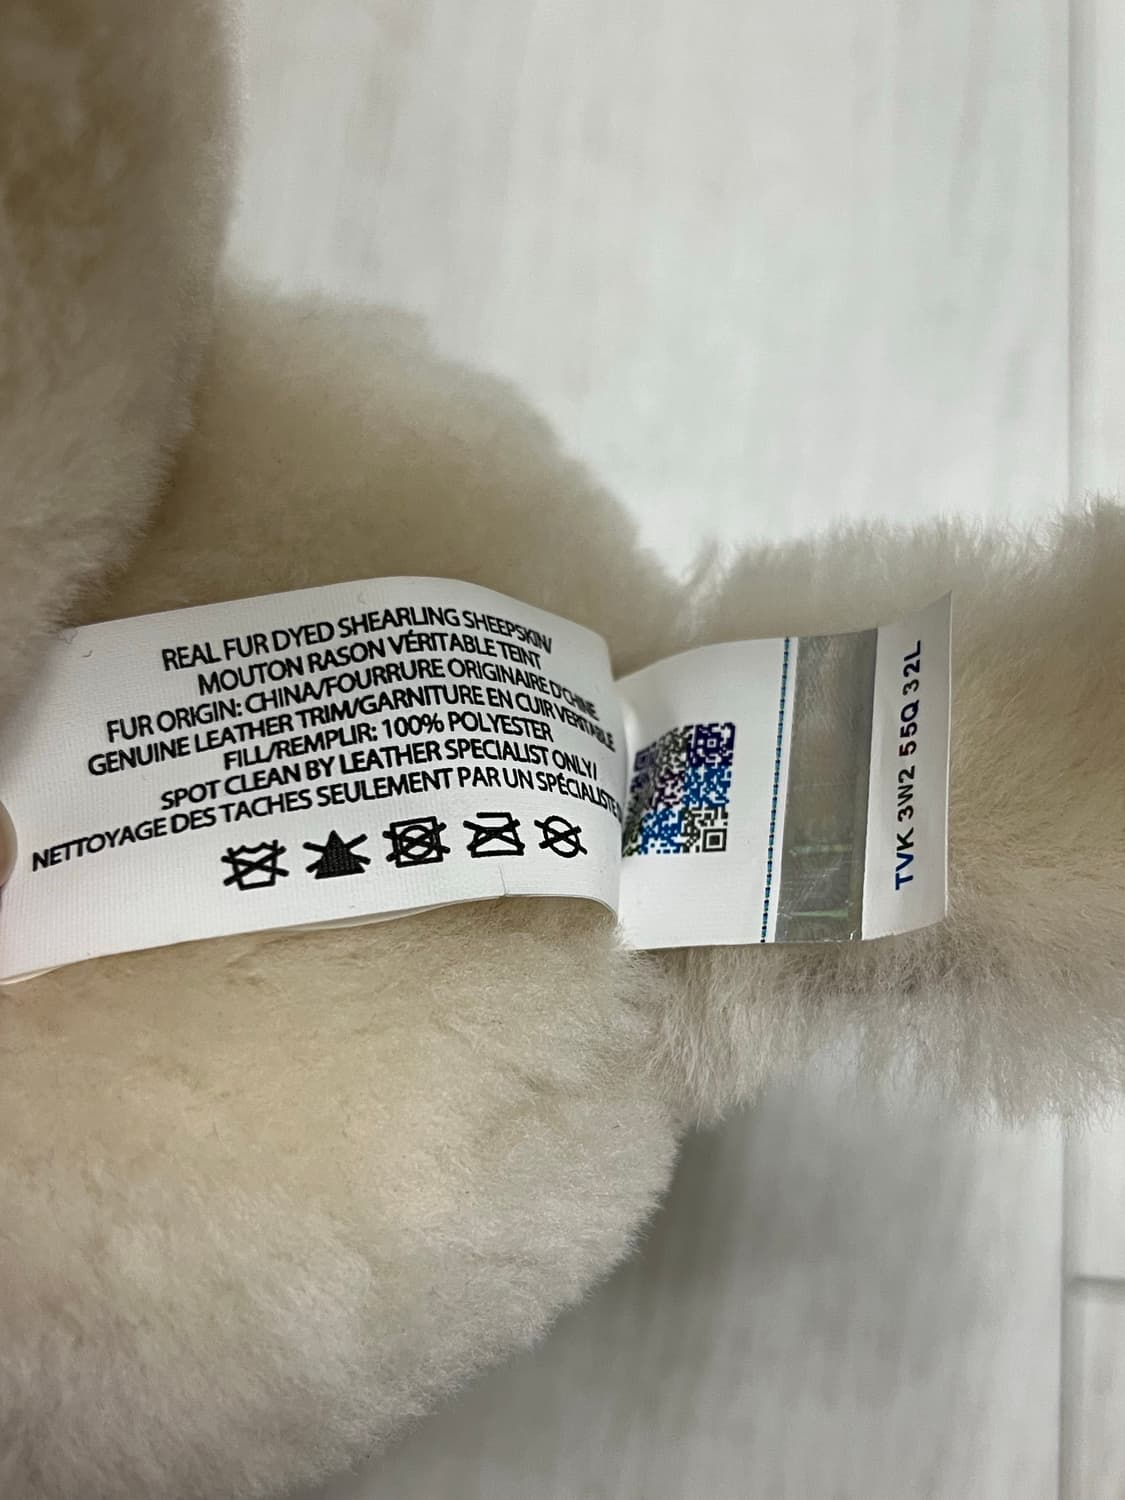 REAL FUR DYED SHEARLING SHEEPSKIN/
MOUTON RASON VÉRITABLE TEINT
FUR ORIGIN: CHINA/FOURRURE ORIGINAIRE D'CHINE
GENUINE LEATHER TRIM/GARNITURE EN CUIR VERITABLE
FILL/REMPLIR: 100% POLYESTER
SPOT CLEAN BY LEATHER SPECIALIST ONLY/
NETTOYAGE DES TACHES SEULEMENT PAR UN SPÉCIALISTE
TVK 3W2 55Q 32L